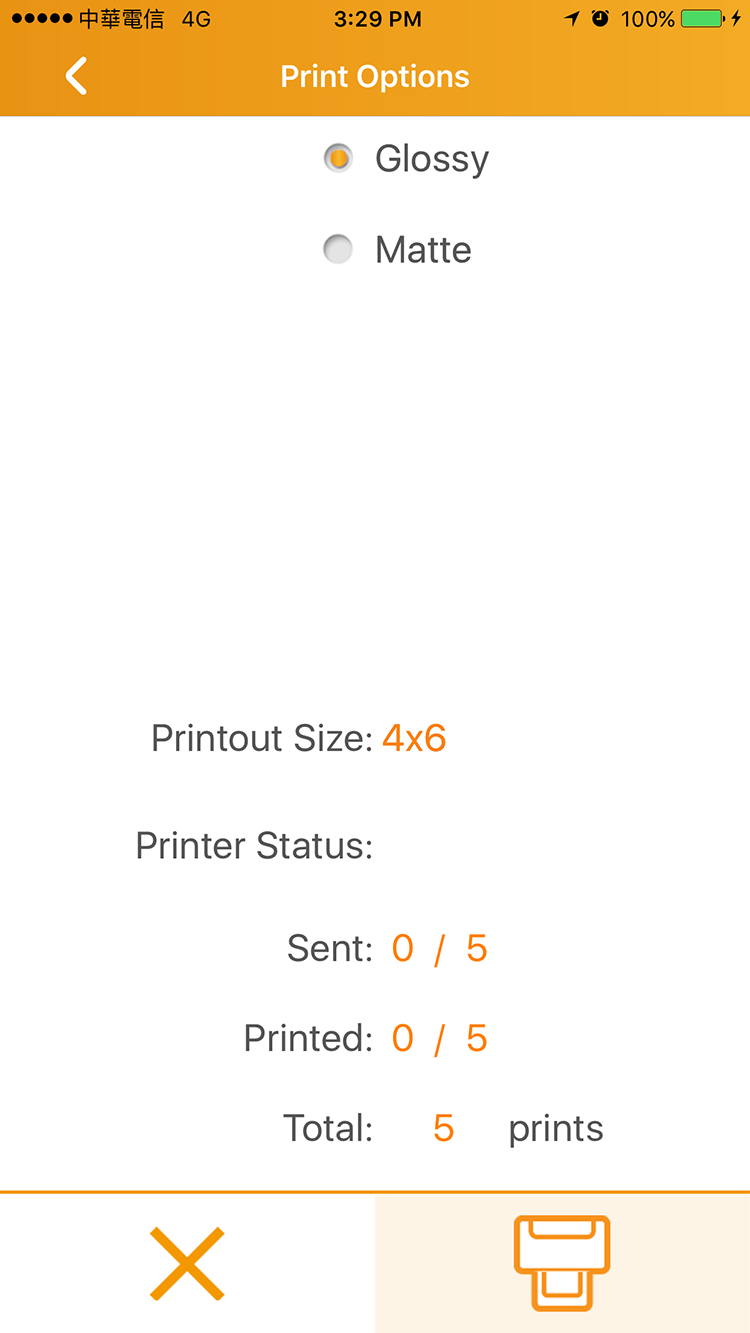 中華電信 4G 3:29 PM 100%
Print Options
Glossy
Matte
Printout Size: 4x6
Printer Status:
Sent: 0 / 5
Printed: 0 / 5
Total: 5 prints